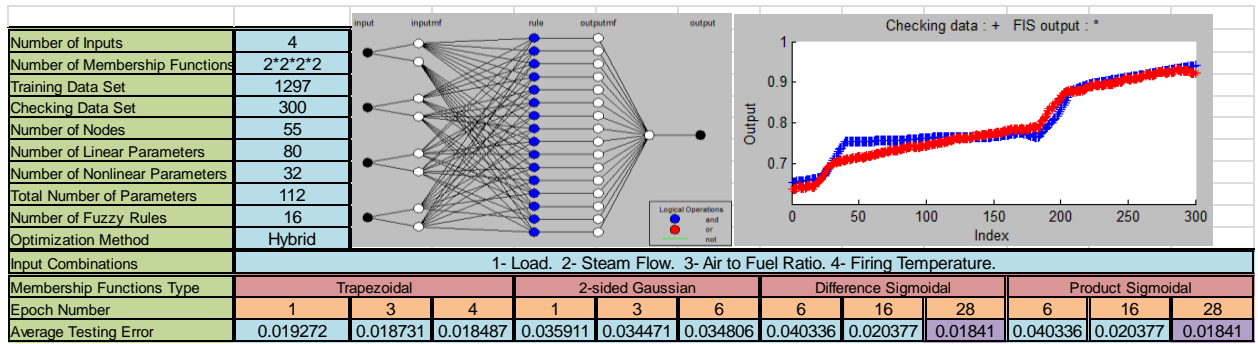 Number of Inputs 4
Number of Membership Functions 2*2*2*2
Training Data Set 1297
Checking Data Set 300
Number of Nodes 55
Number of Linear Parameters 80
Number of Nonlinear Parameters 32
Total Number of Parameters 112
Number of Fuzzy Rules 16
Optimization Method Hybrid
input inputmf rule outputmf output
Logical Operations
and
or
not
Checking data : + FIS output : *
Output
1
0.9
0.8
0.7
0 50 100 150 200 250 300
Index
Input Combinations 1- Load. 2- Steam Flow. 3- Air to Fuel Ratio. 4- Firing Temperature.
Membership Functions Type Trapezoidal 2-sided Gaussian Difference Sigmoidal Product Sigmoidal
Epoch Number 1 3 4 1 3 6 6 16 28 6 16 28
Average Testing Error 0.019272 0.018731 0.018487 0.035911 0.034471 0.034806 0.040336 0.020377 0.01841 0.040336 0.020377 0.01841